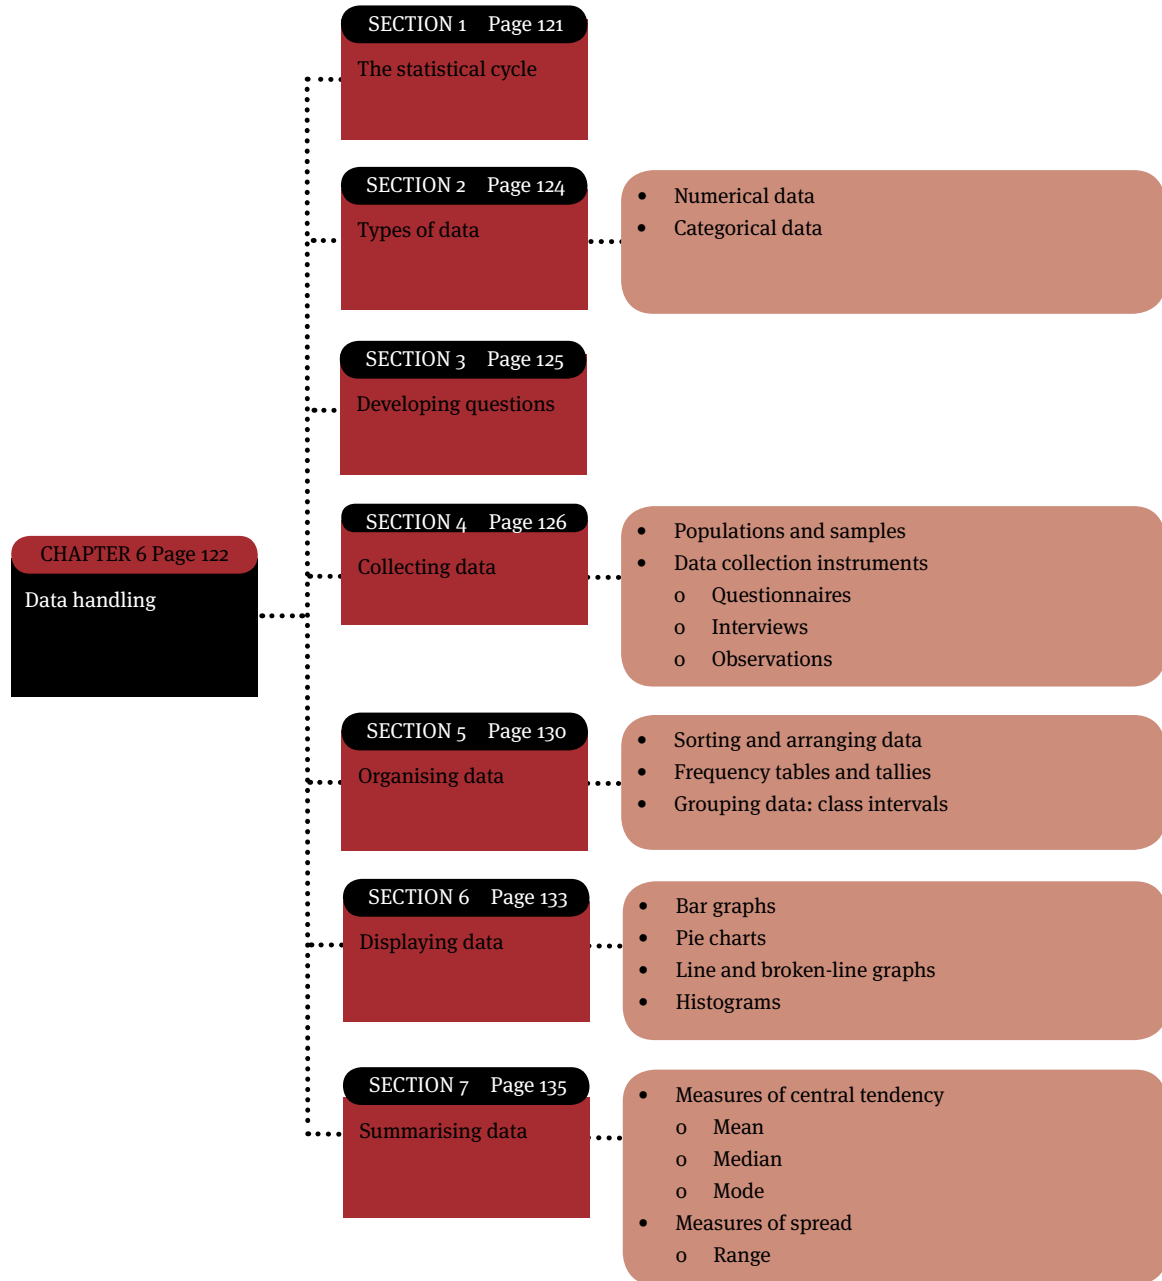 CHAPTER 6 Page 122
Data handling
SECTION 1 Page 121
The statistical cycle
SECTION 2 Page 124
Types of data
• Numerical data
• Categorical data
SECTION 3 Page 125
Developing questions
SECTION 4 Page 126
Collecting data
• Populations and samples
• Data collection instruments
o Questionnaires
o Interviews
o Observations
SECTION 5 Page 130
Organising data
• Sorting and arranging data
• Frequency tables and tallies
• Grouping data: class intervals
SECTION 6 Page 133
Displaying data
• Bar graphs
• Pie charts
• Line and broken-line graphs
• Histograms
SECTION 7 Page 135
Summarising data
• Measures of central tendency
o Mean
o Median
o Mode
• Measures of spread
o Range